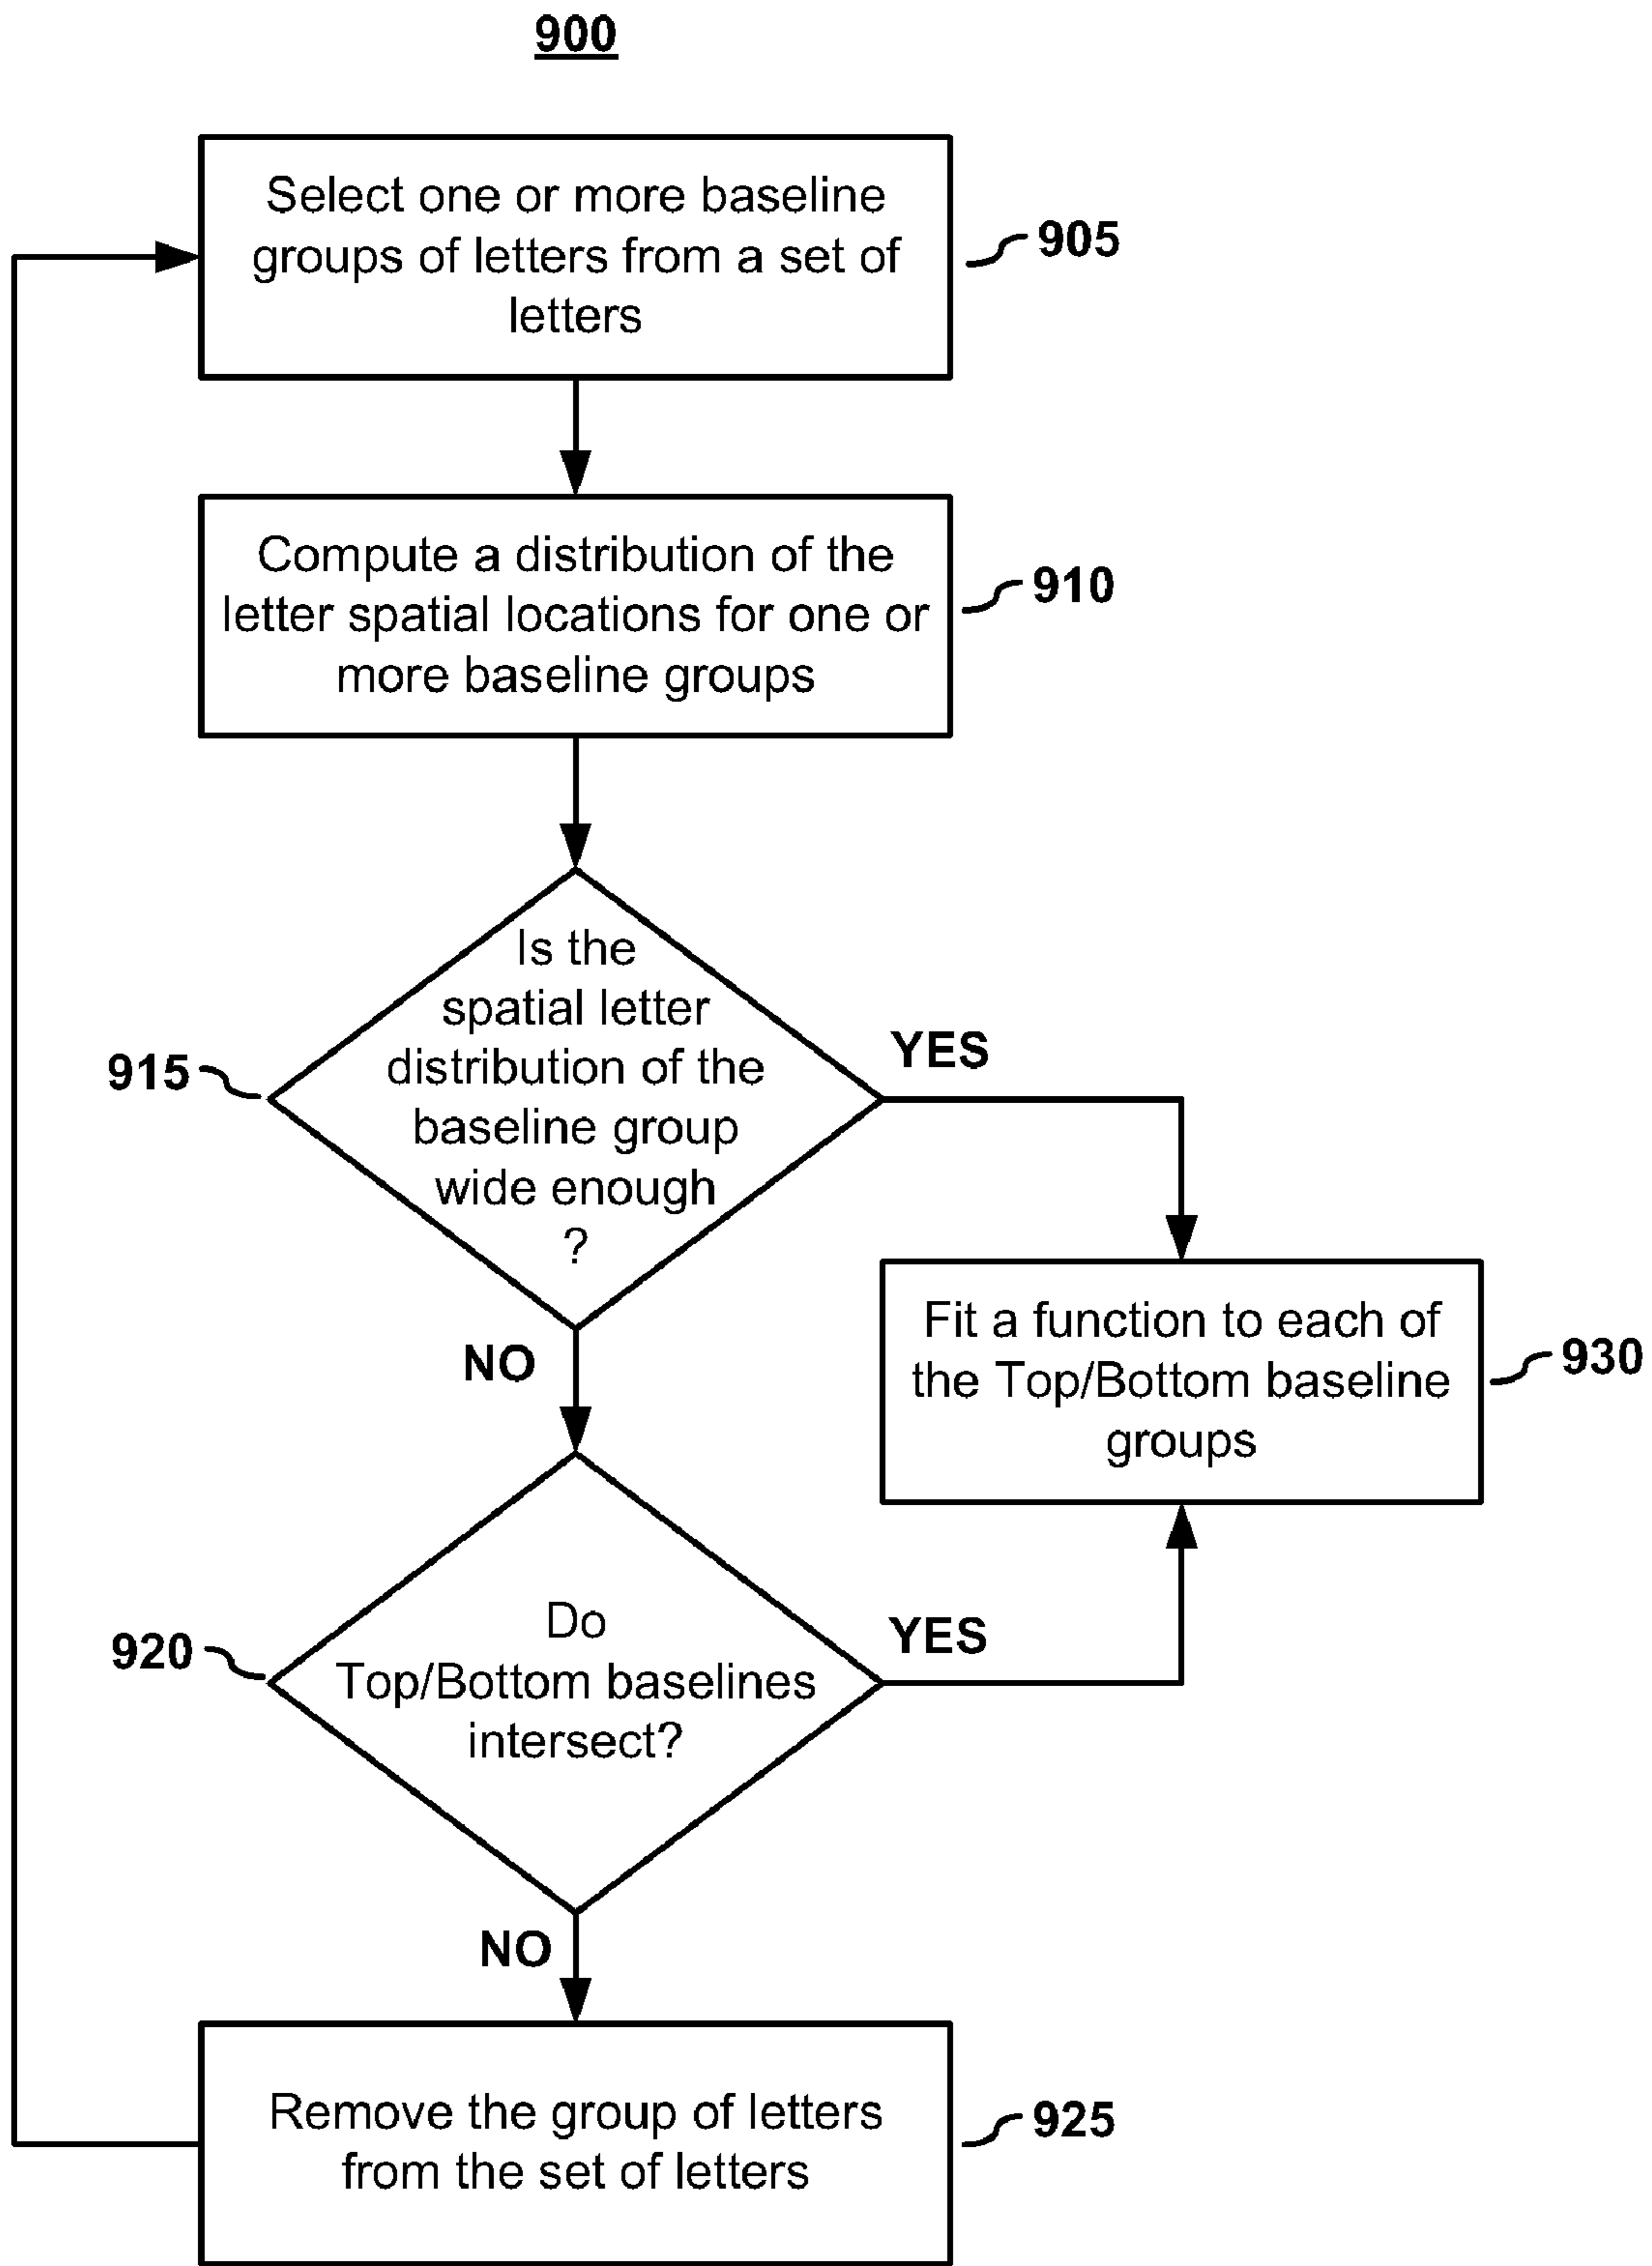 900
Select one or more baseline
groups of letters from a set of
letters
905
Compute a distribution of the
letter spatial locations for one or
more baseline groups
910
Is the
spatial letter
distribution of the
baseline group
wide enough
?
915
YES
NO
Fit a function to each of
the Top/Bottom baseline
groups
930
Do
Top/Bottom baselines
intersect?
920
YES
NO
Remove the group of letters
from the set of letters
925